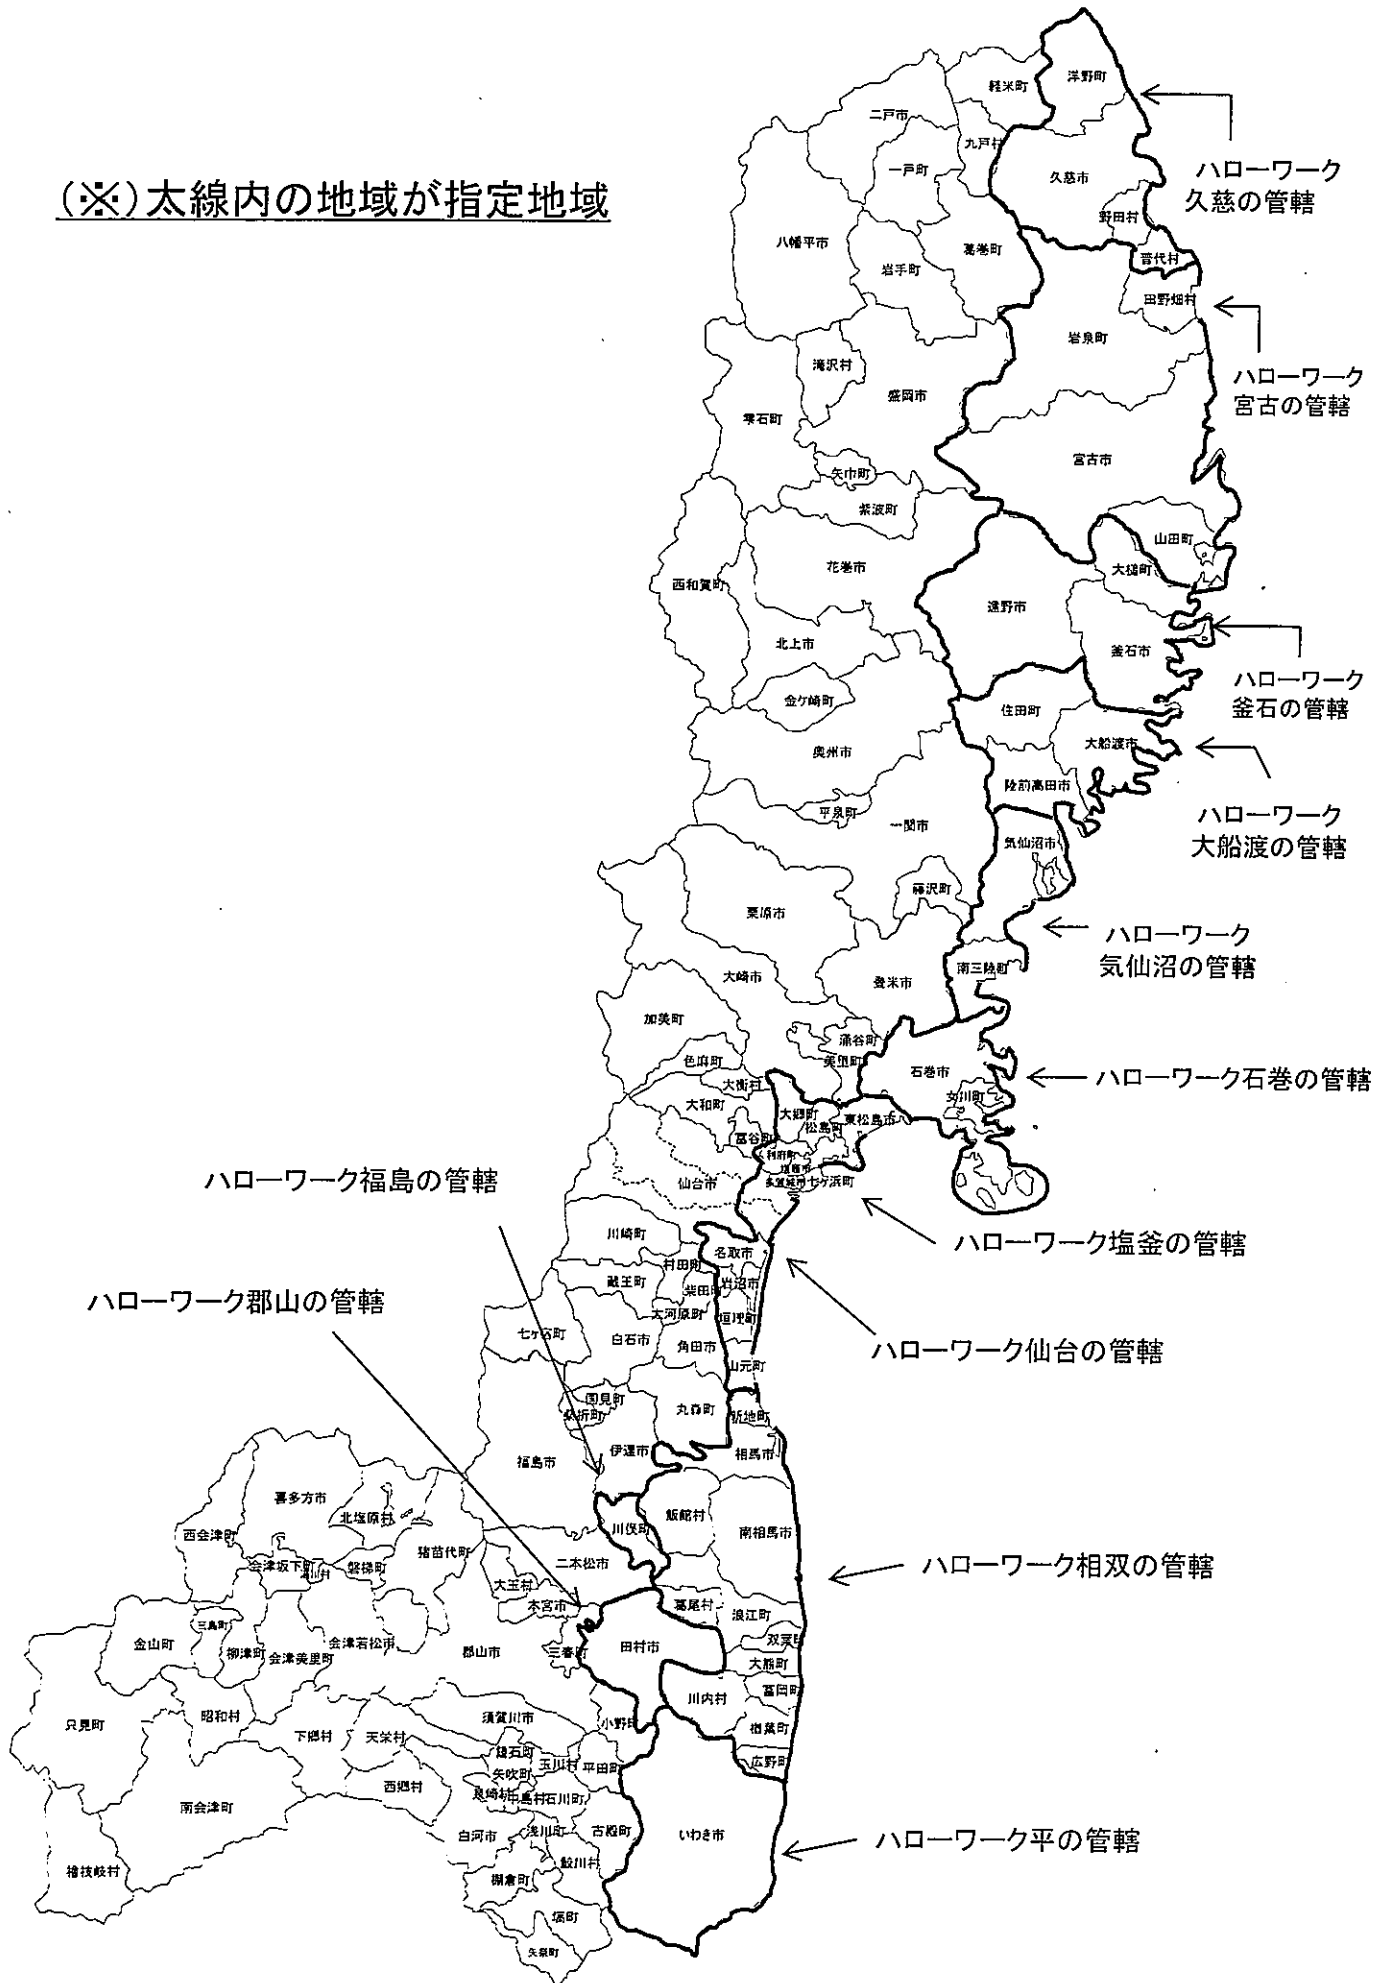 (※)太線内の地域が指定地域
洋野町
軽米町
二戸市
九戸村
一戸町
久慈市
ハローワーク
久慈の管轄
野田村
八幡平市
葛巻町
岩手町
普代村
田野畑村
岩泉町
滝沢村
ハローワーク
宮古の管轄
盛岡市
雫石町
宮古市
矢巾町
紫波町
山田町
花巻市
大槌町
西和賀町
遠野市
北上市
釜石市
ハローワーク
釜石の管轄
金ケ崎町
住田町
大船渡市
奥州市
陸前高田市
平泉町
一関市
ハローワーク
大船渡の管轄
気仙沼市
藤沢町
栗原市
ハローワーク
気仙沼の管轄
南三陸町
大崎市
登米市
加美町
涌谷町
色麻町
美里町
石巻市
ハローワーク石巻の管轄
大衡村
女川町
大和町
大郷町
松島町
東松島市
富谷町
利府町
塩竈市
多賀城市
七ヶ浜町
仙台市
ハローワーク福島の管轄
川崎町
ハローワーク塩釜の管轄
名取市
村田町
蔵王町
岩沼市
柴田町
ハローワーク郡山の管轄
大河原町
亘理町
七ヶ宿町
白石市
角田市
ハローワーク仙台の管轄
山元町
国見町
桑折町
丸森町
新地町
伊達市
相馬市
福島市
喜多方市
北塩原村
飯舘村
川俣町
南相馬市
西会津町
猪苗代町
二本松市
ハローワーク相双の管轄
会津坂下町
湯川村
磐梯町
大玉村
本宮市
葛尾村
浪江町
三島町
金山町
柳津町
会津美里町
会津若松市
郡山市
三春町
田村市
双葉町
大熊町
富岡町
川内村
只見町
昭和村
下郷村
天栄村
須賀川市
小野町
楢葉町
鏡石町
玉川村
平田町
広野町
矢吹町
西郷村
泉崎村
中島村
石川町
南会津町
白河市
浅川町
古殿町
いわき市
ハローワーク平の管轄
鮫川村
檜枝岐村
棚倉町
塙町
矢祭町